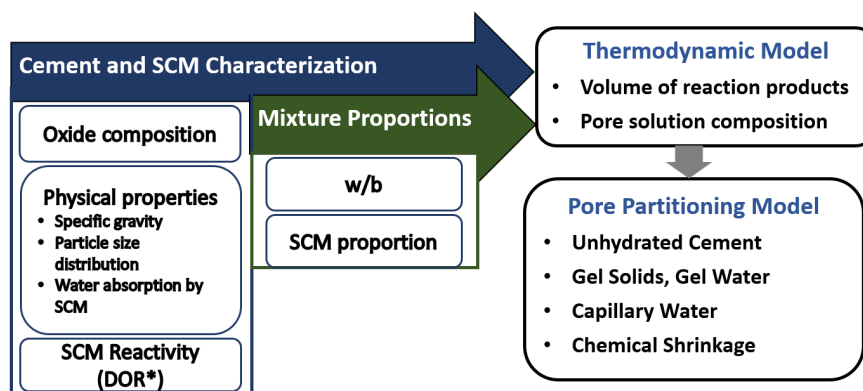 Cement and SCM Characterization
Oxide composition
Physical properties
• Specific gravity
• Particle size
distribution
• Water absorption by
SCM
SCM Reactivity
(DOR*)
Mixture Proportions
w/b
SCM proportion
Thermodynamic Model
• Volume of reaction products
• Pore solution composition
Pore Partitioning Model
• Unhydrated Cement
• Gel Solids, Gel Water
• Capillary Water
• Chemical Shrinkage